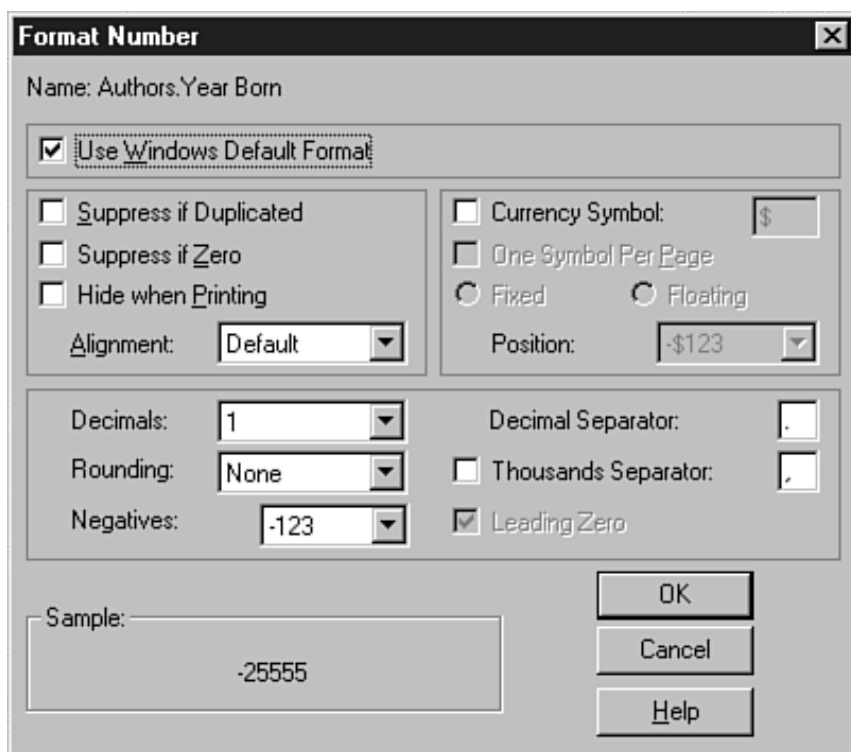 Format Number
Name: Authors.Year Born
Use Windows Default Format
Suppress if Duplicated
Suppress if Zero
Hide when Printing
Alignment: Default
Currency Symbol: $
One Symbol Per Page
Fixed Floating
Position: -$123
Decimals: 1
Rounding: None
Negatives: -123
Decimal Separator: .
Thousands Separator: ,
Leading Zero
Sample:
-25555
OK
Cancel
Help